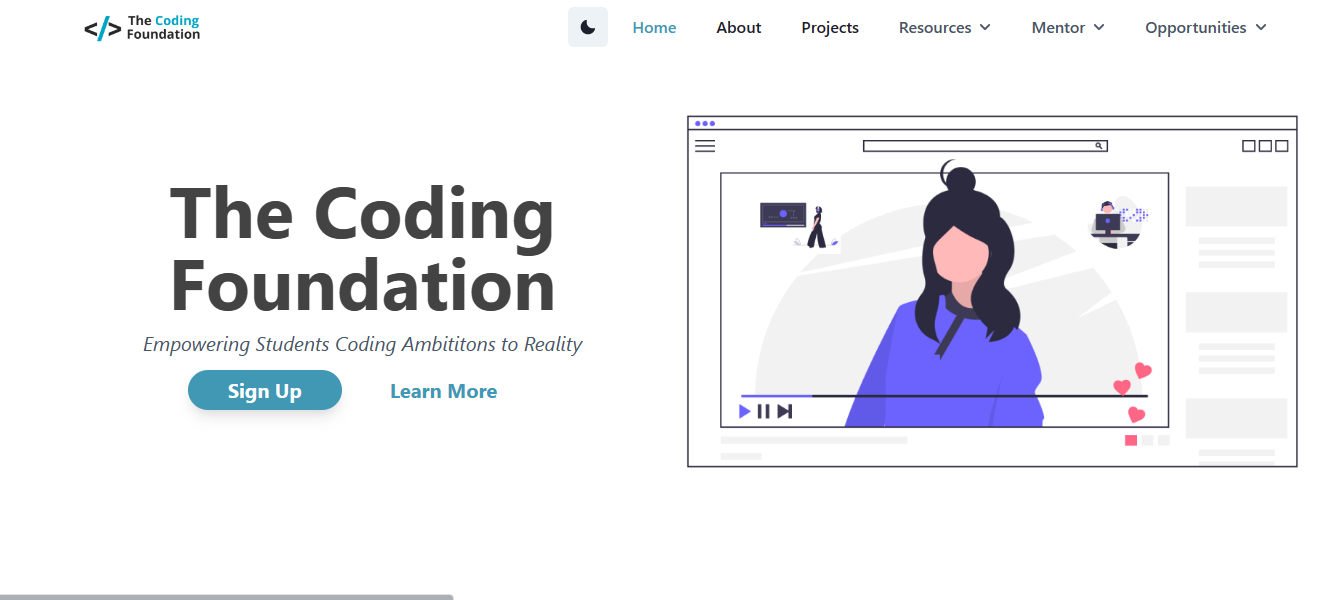 </> The Coding
Foundation
Home About Projects Resources Mentor Opportunities
The Coding
Foundation
Empowering Students Coding Ambititons to Reality
Sign Up Learn More